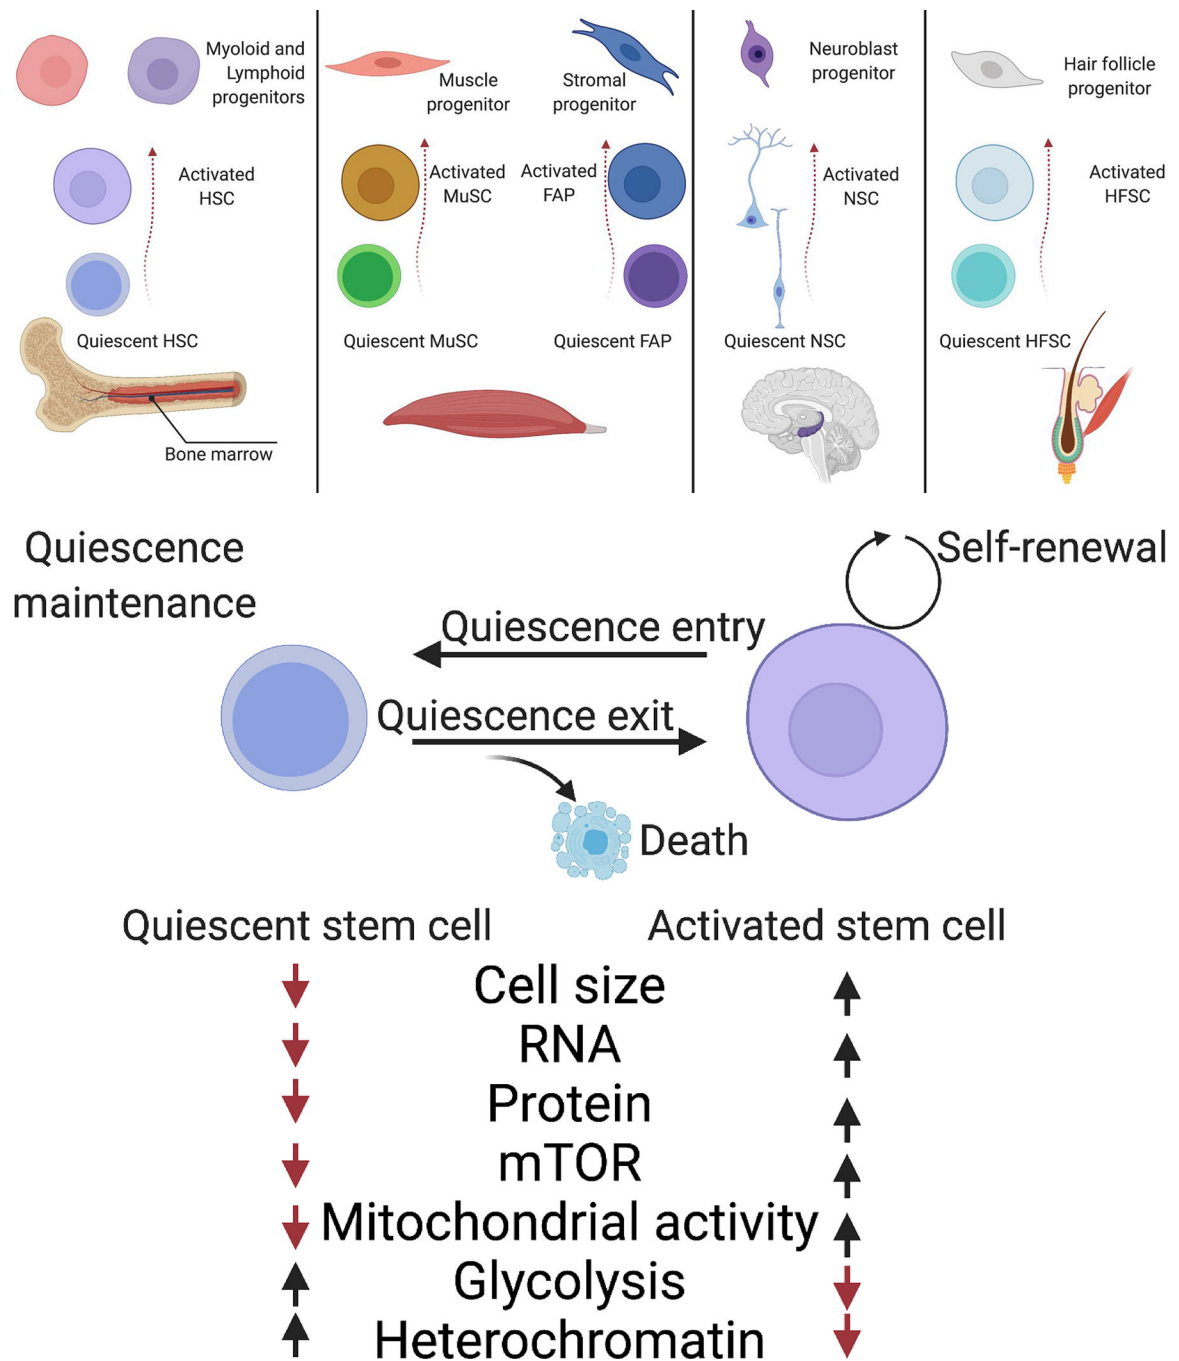 Myoloid and
Lymphoid
progenitors
Activated
HSC
Quiescent HSC
Bone marrow
Muscle
progenitor
Stromal
progenitor
Activated
MuSC
Activated
FAP
Quiescent MuSC
Quiescent FAP
Neuroblast
progenitor
Activated
NSC
Quiescent NSC
Hair follicle
progenitor
Activated
HFSC
Quiescent HFSC
Quiescence
maintenance
Self-renewal
Quiescence entry
Quiescence exit
Death
Quiescent stem cell
Activated stem cell
Cell size
RNA
Protein
mTOR
Mitochondrial activity
Glycolysis
Heterochromatin